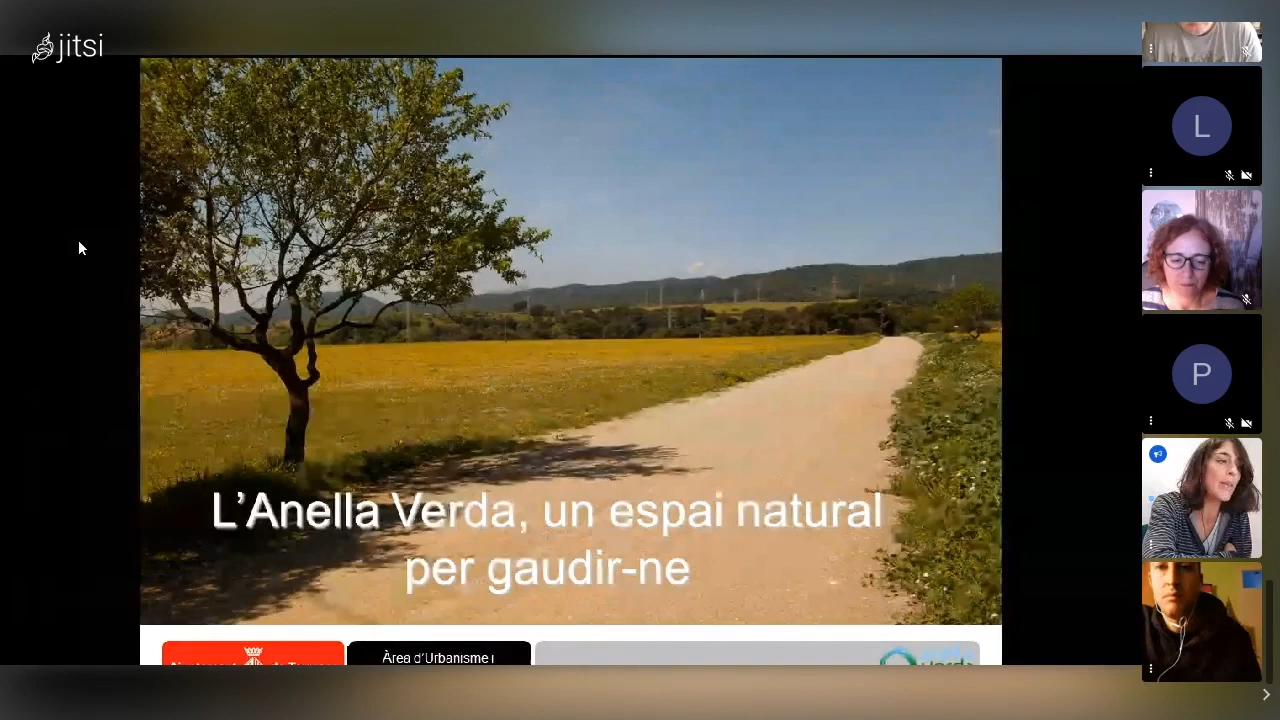 jitsi
L
L’Anella Verda, un espai natural
per gaudir-ne
P
Àrea d'Urbanisme i